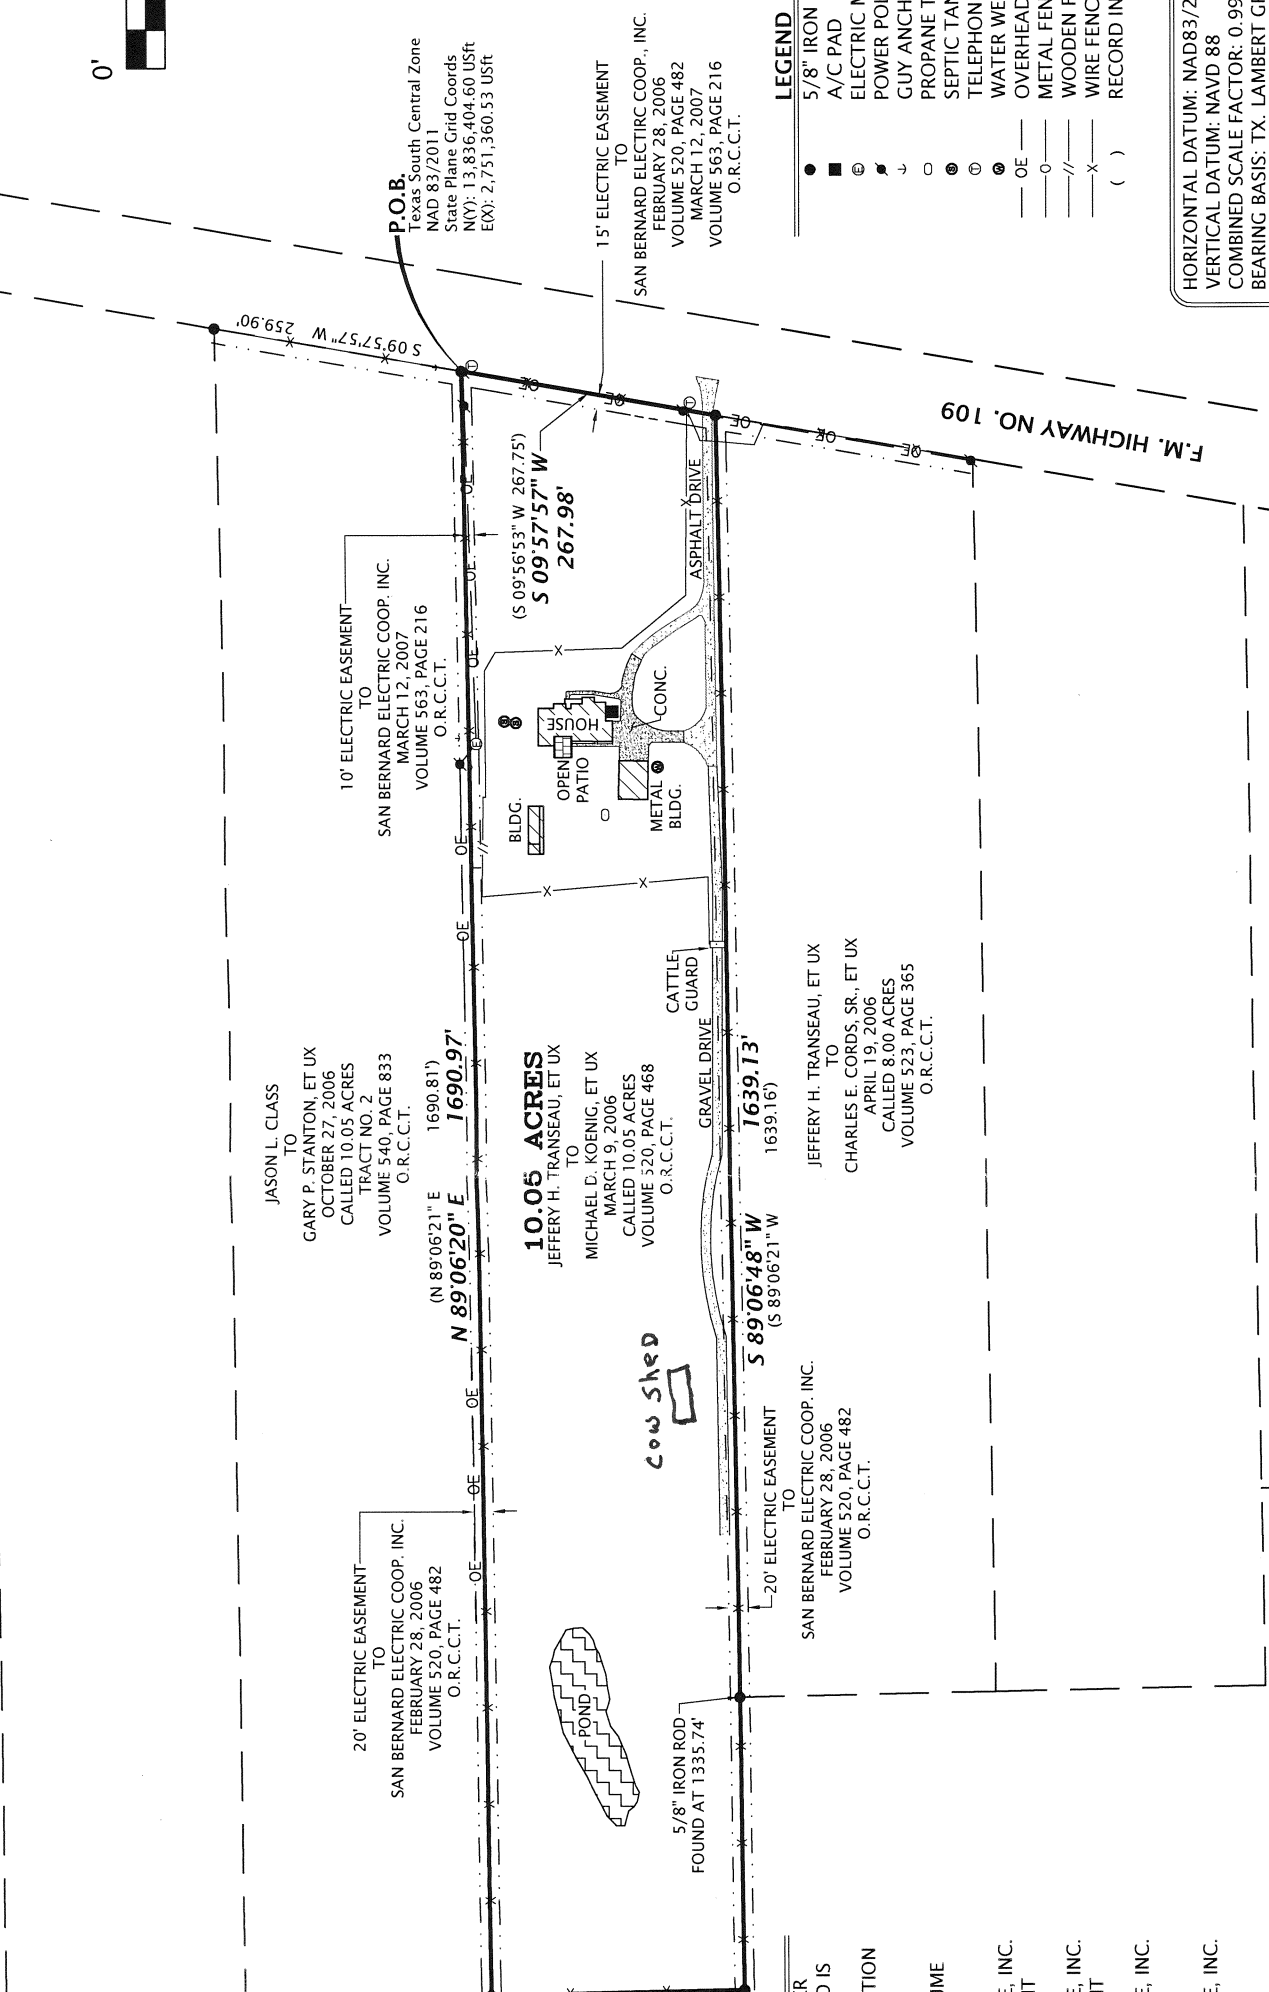 0'
P.O.B.
Texas South Central Zone
NAD 83/2011
State Plane Grid Coords
N(Y): 13,836,404.60 USft
E(X): 2,751,360.53 USft
15' ELECTRIC EASEMENT
TO
SAN BERNARD ELECTIRC COOP., INC.
FEBRUARY 28, 2006
VOLUME 520, PAGE 482
MARCH 12, 2007
VOLUME 563, PAGE 216
O.R.C.C.T.
LEGEND
5/8" IRON
A/C PAD
E ELECTRIC
POWER POL
GUY ANCH
PROPANE T
S SEPTIC TAN
T TELEPHON
W WATER WE
OE OVERHEAD
O METAL FEN
// WOODEN
X WIRE FENC
( ) RECORD IN
HORIZONTAL DATUM: NAD83/2
VERTICAL DATUM: NAVD 88
COMBINED SCALE FACTOR: 0.99
BEARING BASIS: TX. LAMBERT GR
S 09°57'57" W 259.90'
F.M. HIGHWAY NO. 109
(S 09°56'53" W 267.75')
S 09°57'57" W
267.98'
10' ELECTRIC EASEMENT
TO
SAN BERNARD ELECTRIC COOP. INC.
MARCH 12, 2007
VOLUME 563, PAGE 216
O.R.C.C.T.
ASPHALT DRIVE
CONC.
HOUSE
OPEN
PATIO
BLDG.
METAL
BLDG.
CATTLE
GUARD
GRAVEL DRIVE
JASON L. CLASS
TO
GARY P. STANTON, ET UX
OCTOBER 27, 2006
CALLED 10.05 ACRES
TRACT NO. 2
VOLUME 540, PAGE 833
O.R.C.C.T.
(N 89°06'21" E 1690.81')
N 89°06'20" E 1690.97'
10.05 ACRES
JEFFERY H. TRANSEAU, ET UX
TO
MICHAEL D. KOENIG, ET UX
MARCH 9, 2006
CALLED 10.05 ACRES
VOLUME 520, PAGE 468
O.R.C.C.T.
S 89°06'48" W 1639.13'
(S 89°06'21" W 1639.16')
JEFFERY H. TRANSEAU, ET UX
TO
CHARLES E. CORDS, SR., ET UX
APRIL 19, 2006
CALLED 8.00 ACRES
VOLUME 523, PAGE 365
O.R.C.C.T.
cow shed
20' ELECTRIC EASEMENT
TO
SAN BERNARD ELECTRIC COOP. INC.
FEBRUARY 28, 2006
VOLUME 520, PAGE 482
O.R.C.C.T.
20' ELECTRIC EASEMENT
TO
SAN BERNARD ELECTRIC COOP. INC.
FEBRUARY 28, 2006
VOLUME 520, PAGE 482
O.R.C.C.T.
POND
5/8" IRON ROD
FOUND AT 1335.74'
ER
D IS
TION
UME
E, INC.
NT
E, INC.
NT
E, INC.
E, INC.